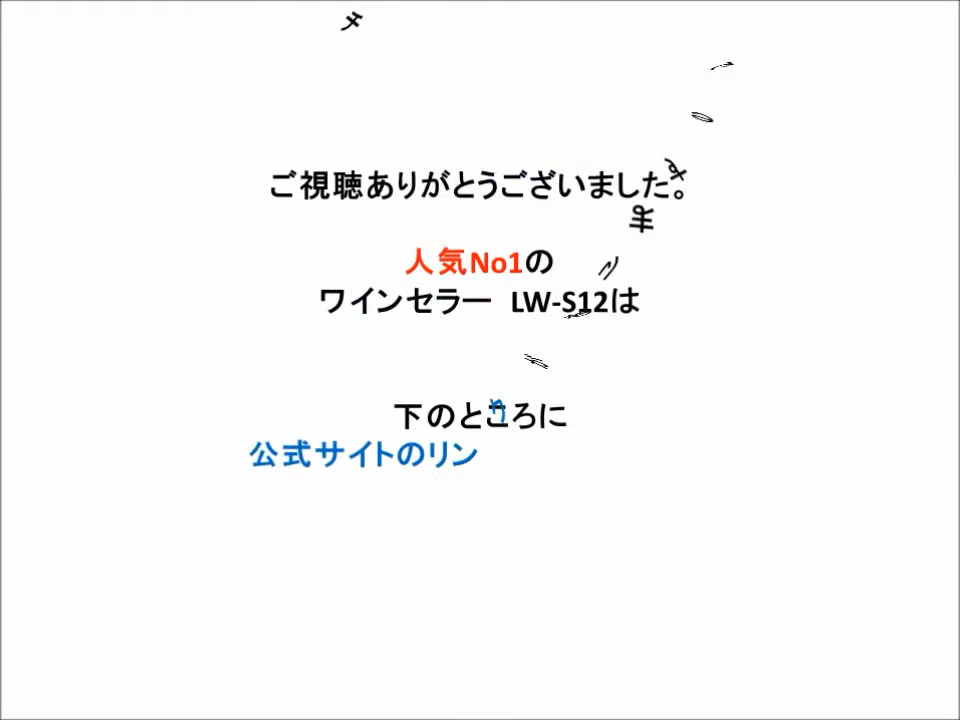 ご視聴ありがとうございました。
人気No1の
ワインセラー LW-S12は
下のところに
公式サイトのリン